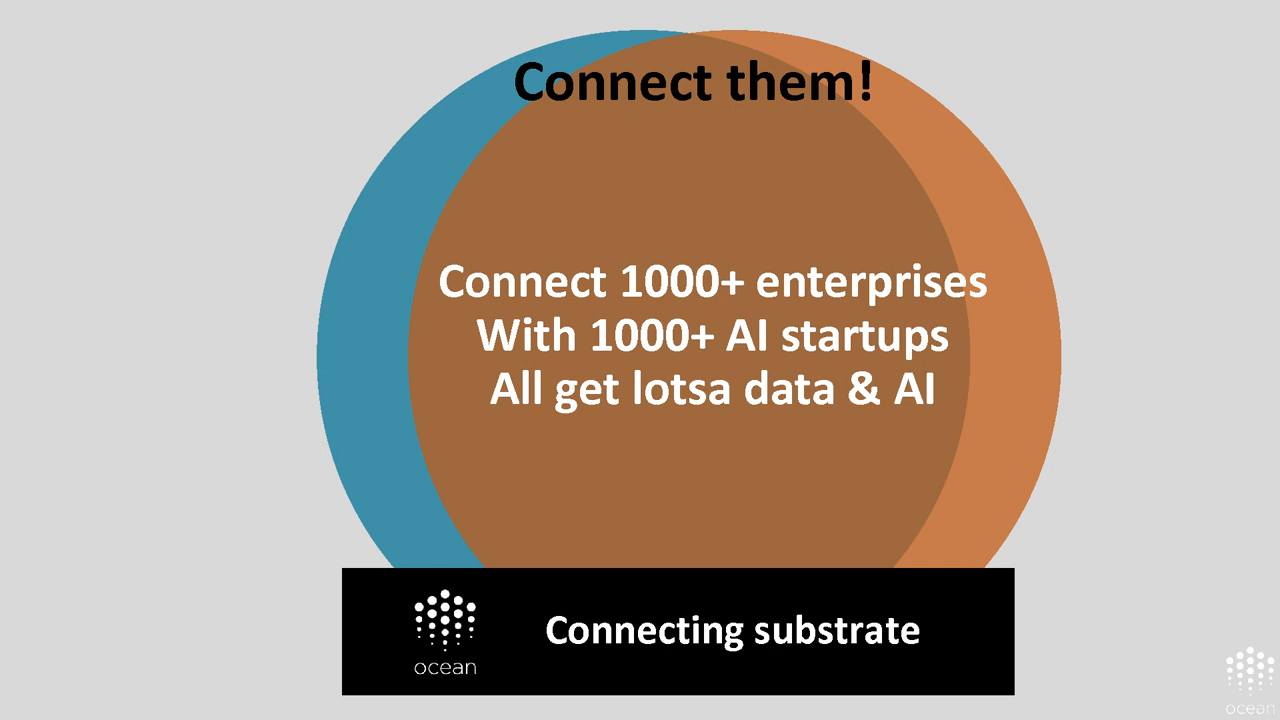 Connect them!
Connect 1000+ enterprises
With 1000+ AI startups
All get lotsa data & AI
Connecting substrate
ocean
ocean